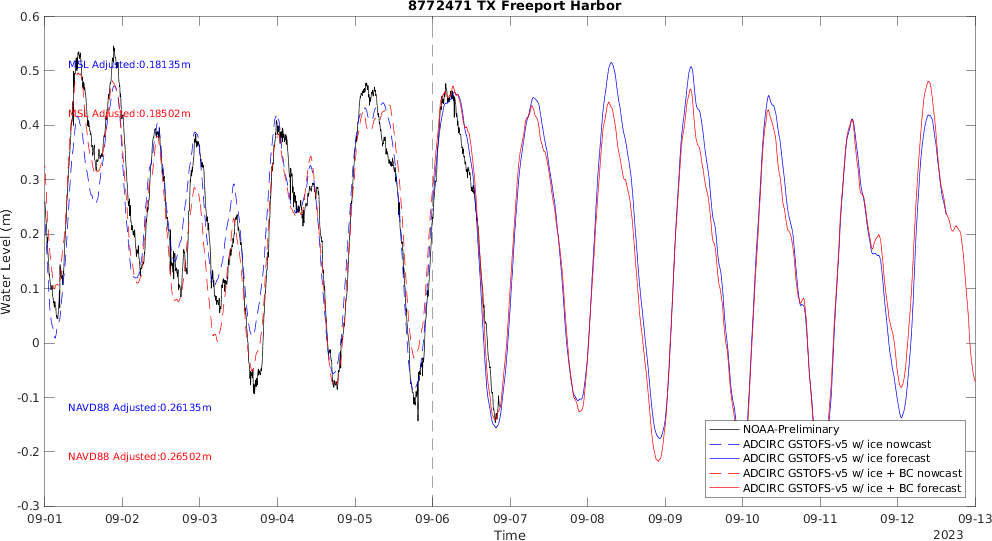 8772471 TX Freeport Harbor
Water Level (m)
0.6
0.5
0.4
0.3
0.2
0.1
0
-0.1
-0.2
-0.3
MSL Adjusted:0.18135m
MSL Adjusted:0.18502m
NAVD88 Adjusted:0.26135m
NAVD88 Adjusted:0.26502m
NOAA-Preliminary
ADCIRC GSTOFS-v5 w/ ice nowcast
ADCIRC GSTOFS-v5 w/ ice forecast
ADCIRC GSTOFS-v5 w/ ice + BC nowcast
ADCIRC GSTOFS-v5 w/ ice + BC forecast
09-01 09-02 09-03 09-04 09-05 09-06 09-07 09-08 09-09 09-10 09-11 09-12 09-13
Time
2023